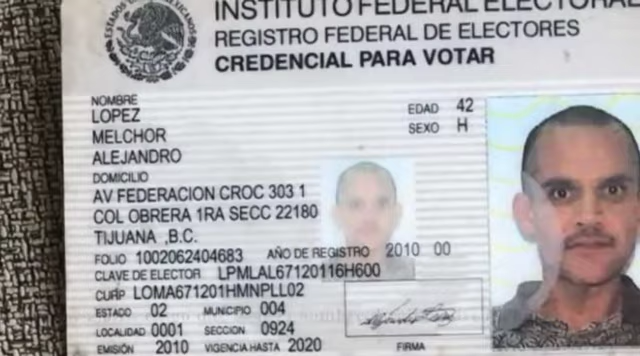 INSTITUTO FEDERAL ELECTORAL
REGISTRO FEDERAL DE ELECTORES
CREDENCIAL PARA VOTAR
NOMBRE
LOPEZ
MELCHOR
ALEJANDRO
EDAD 42
SEXO H
DOMICILIO
AV FEDERACION CROC 303 1
COL OBRERA 1RA SECC 22180
TIJUANA ,B.C.
FOLIO 1002062404683 AÑO DE REGISTRO 2010 00
CLAVE DE ELECTOR LPMLAL67120116H600
CURP LOMA671201HMNPLL02
ESTADO 02 MUNICIPIO 004
LOCALIDAD 0001 SECCION 0924
EMISIÓN 2010 VIGENCIA HASTA 2020
FIRMA